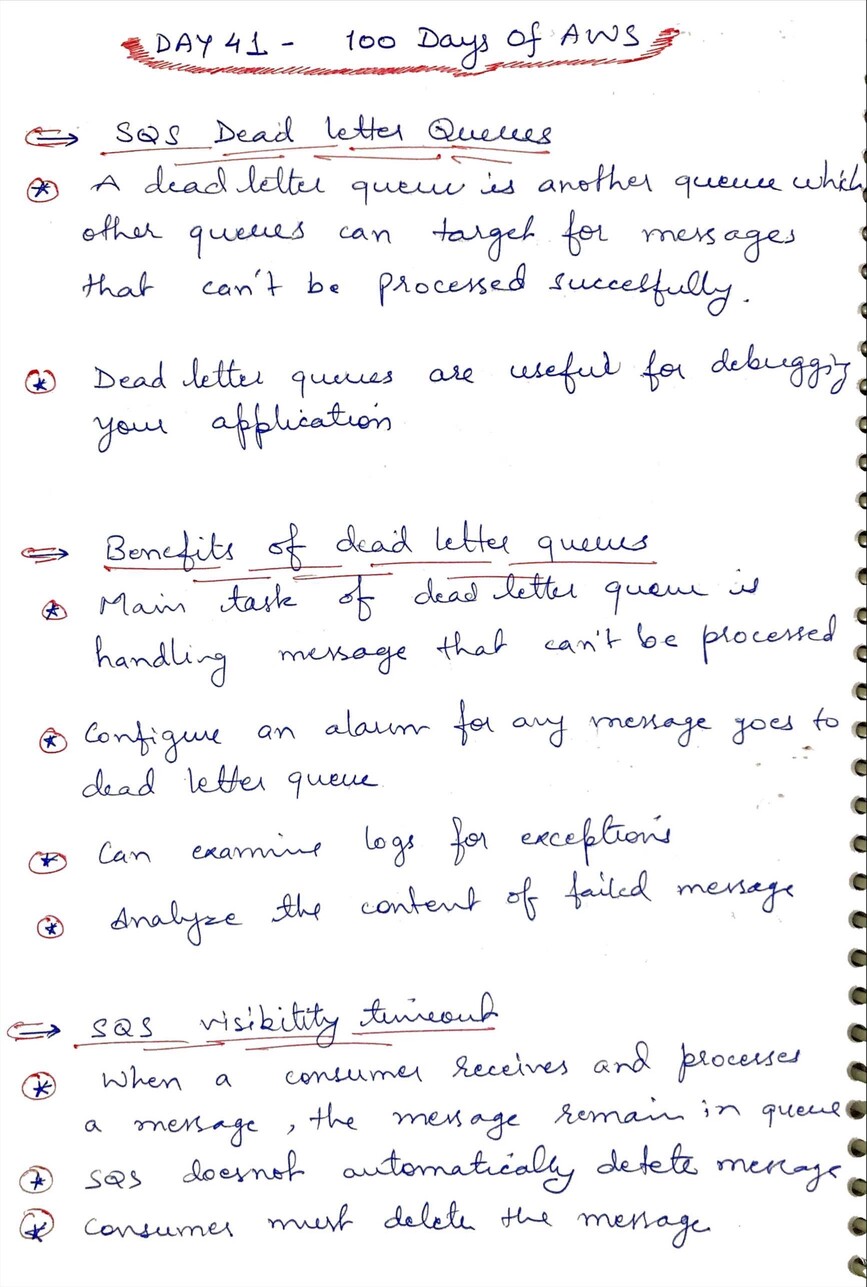 DAY 41 - 100 Days Of AWS
SQS Dead letter Queues
A dead letter queue is another queue which
other queues can target for messages
that can't be processed succesfully.
Dead letter queues are useful for debugging
your application
Benefits of dead letter queues
Main task of dead letter queue is
handling message that can't be processed
Configure an alarm for any message goes to
dead letter queue
Can examine logs for exceptions
Analyze the content of failed message
SQS visibility timeout
When a consumer receives and processes
a message, the message remain in queue
SQS doesnot automatically delete message
Consumer must delete the message